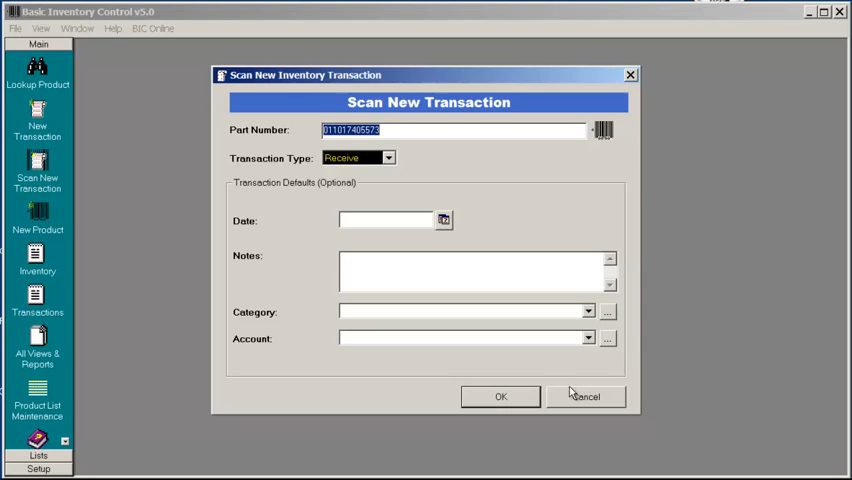 Basic Inventory Control v5.0
File View Window Help BIC Online
Main
Lookup Product
New
Transaction
Scan New
Transaction
New Product
Inventory
Transactions
All Views &
Reports
Product List
Maintenance
Lists
Setup
Scan New Inventory Transaction
Scan New Transaction
Part Number: 011017405573
Transaction Type: Receive
Transaction Defaults (Optional)
Date:
Notes:
Category: ...
Account: ...
OK Cancel